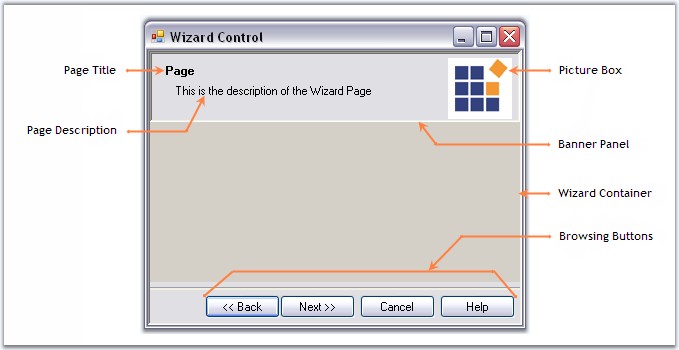 Wizard Control
Page Title
Page
Picture Box
This is the description of the Wizard Page
Page Description
Banner Panel
Wizard Container
Browsing Buttons
<< Back
Next >>
Cancel
Help